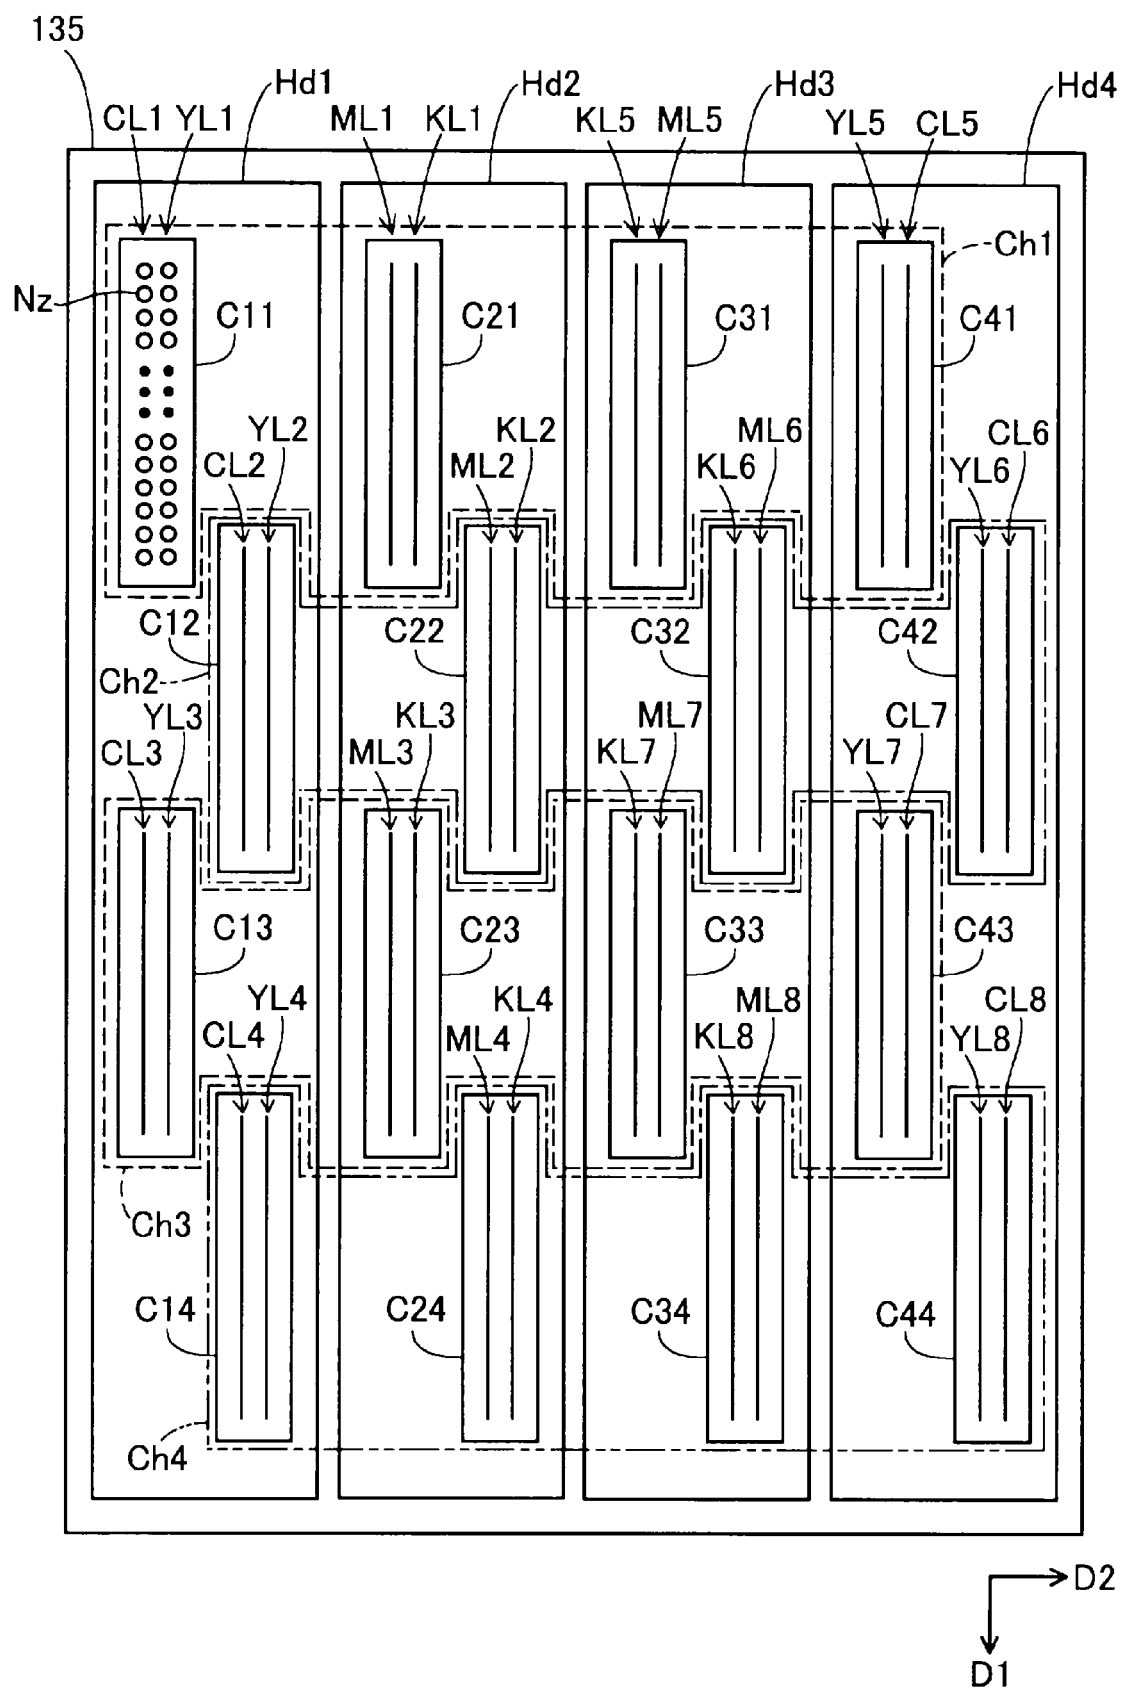 135
Hd1 Hd2 Hd3 Hd4
CL1 YL1 ML1 KL1 KL5 ML5 YL5 CL5
Ch1
Nz
C11 C21 C31 C41
YL2 KL2 ML6 CL6
CL2 ML2 KL6 YL6
C12 C22 C32 C42
Ch2
YL3 KL3 ML7 CL7
CL3 ML3 KL7 YL7
C13 C23 C33 C43
YL4 KL4 ML8 CL8
CL4 ML4 KL8 YL8
Ch3
C14 C24 C34 C44
Ch4
D2
D1